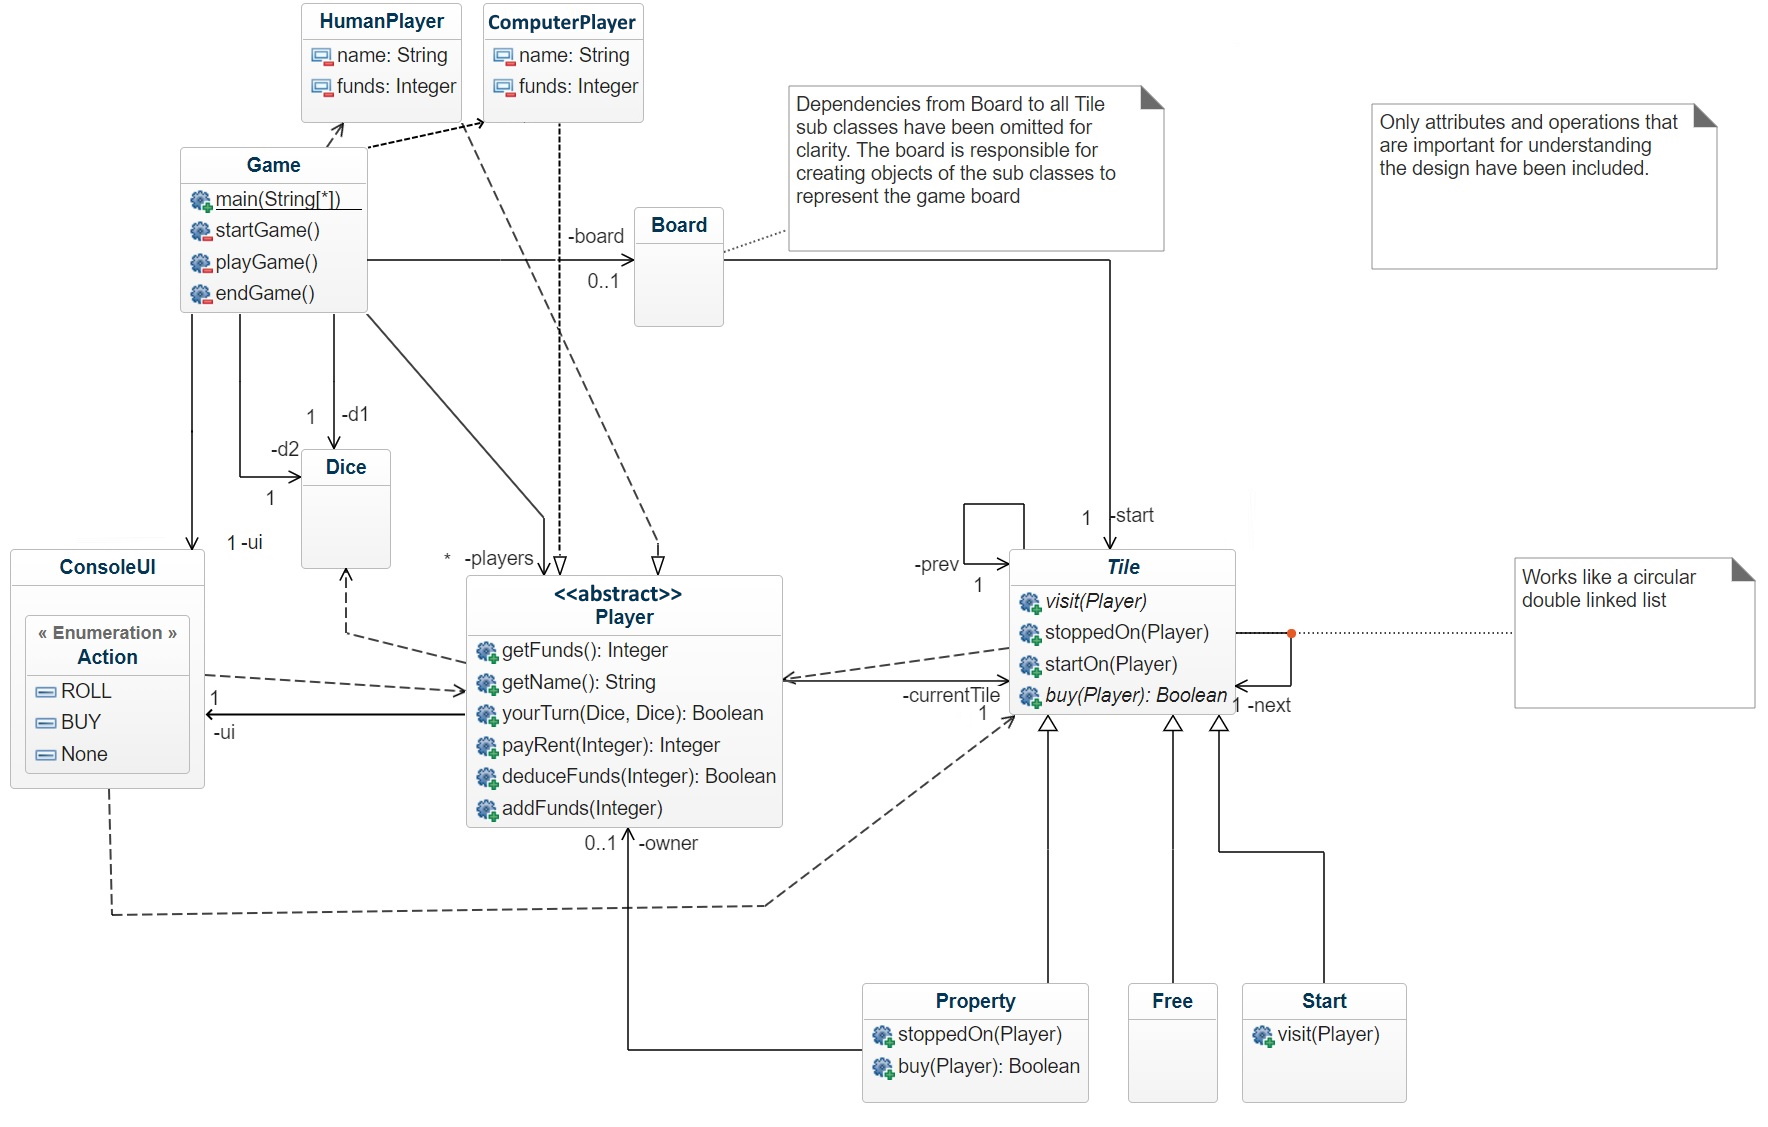 HumanPlayer
name: String
funds: Integer
ComputerPlayer
name: String
funds: Integer
Dependencies from Board to all Tile
sub classes have been omitted for
clarity. The board is responsible for
creating objects of the sub classes to
represent the game board
Only attributes and operations that
are important for understanding
the design have been included.
Game
main(String[*])
startGame()
playGame()
endGame()
-board
0..1
Board
1
-d1
-d2
1
Dice
1 -ui
* -players
1
-start
-prev
1
ConsoleUI
« Enumeration »
Action
ROLL
BUY
None
1
-ui
<<abstract>>
Player
getFunds(): Integer
getName(): String
yourTurn(Dice, Dice): Boolean
payRent(Integer): Integer
deduceFunds(Integer): Boolean
addFunds(Integer)
0..1
-owner
-currentTile
1
Tile
visit(Player)
stoppedOn(Player)
startOn(Player)
buy(Player): Boolean
1 -next
Works like a circular
double linked list
Property
stoppedOn(Player)
buy(Player): Boolean
Free
Start
visit(Player)